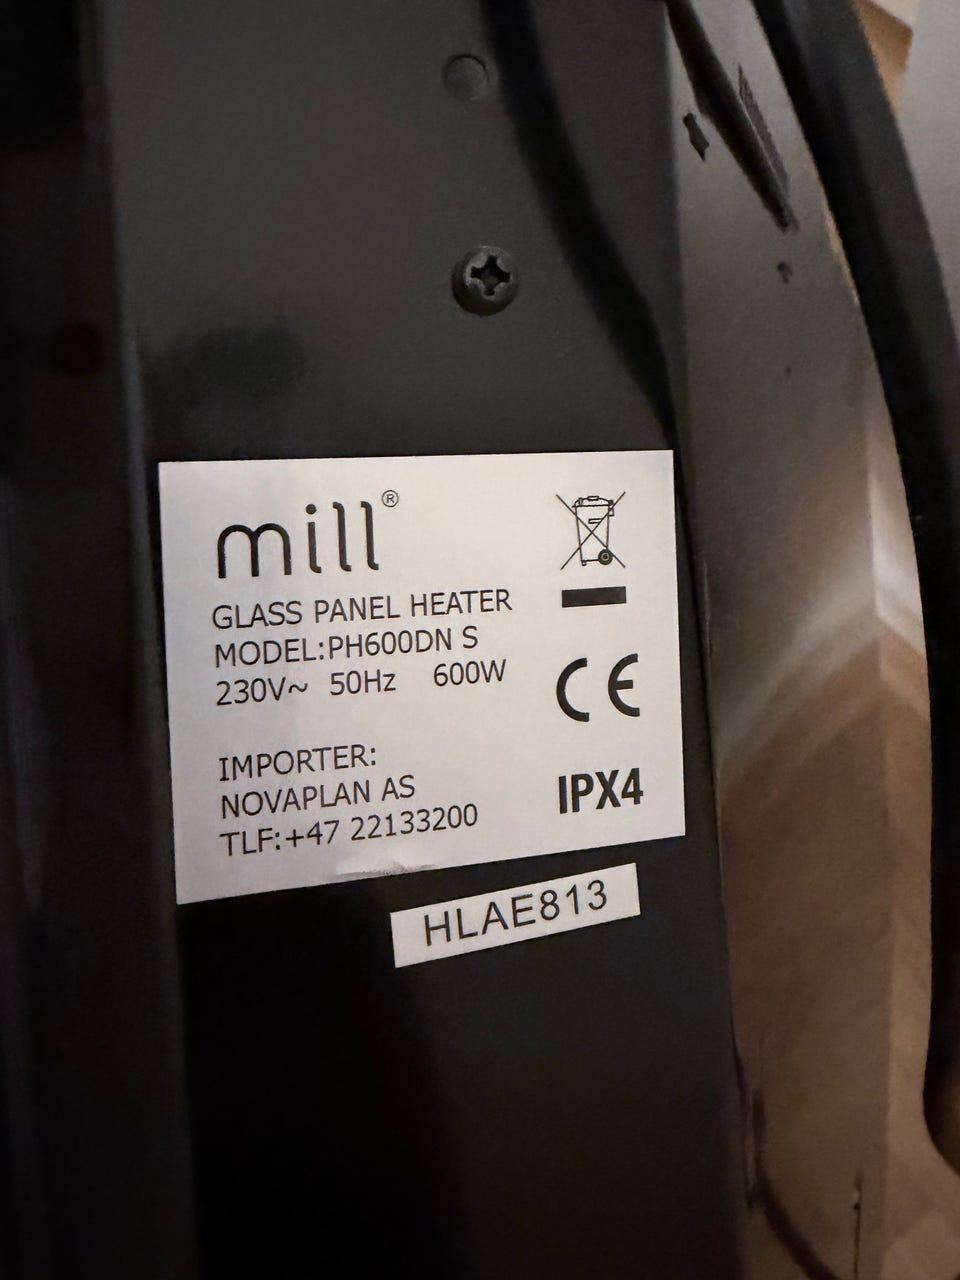 mill®
GLASS PANEL HEATER
MODEL:PH600DN S
230V~ 50Hz 600W
CE
IMPORTER:
NOVAPLAN AS
TLF:+47 22133200
IPX4
HLAE813